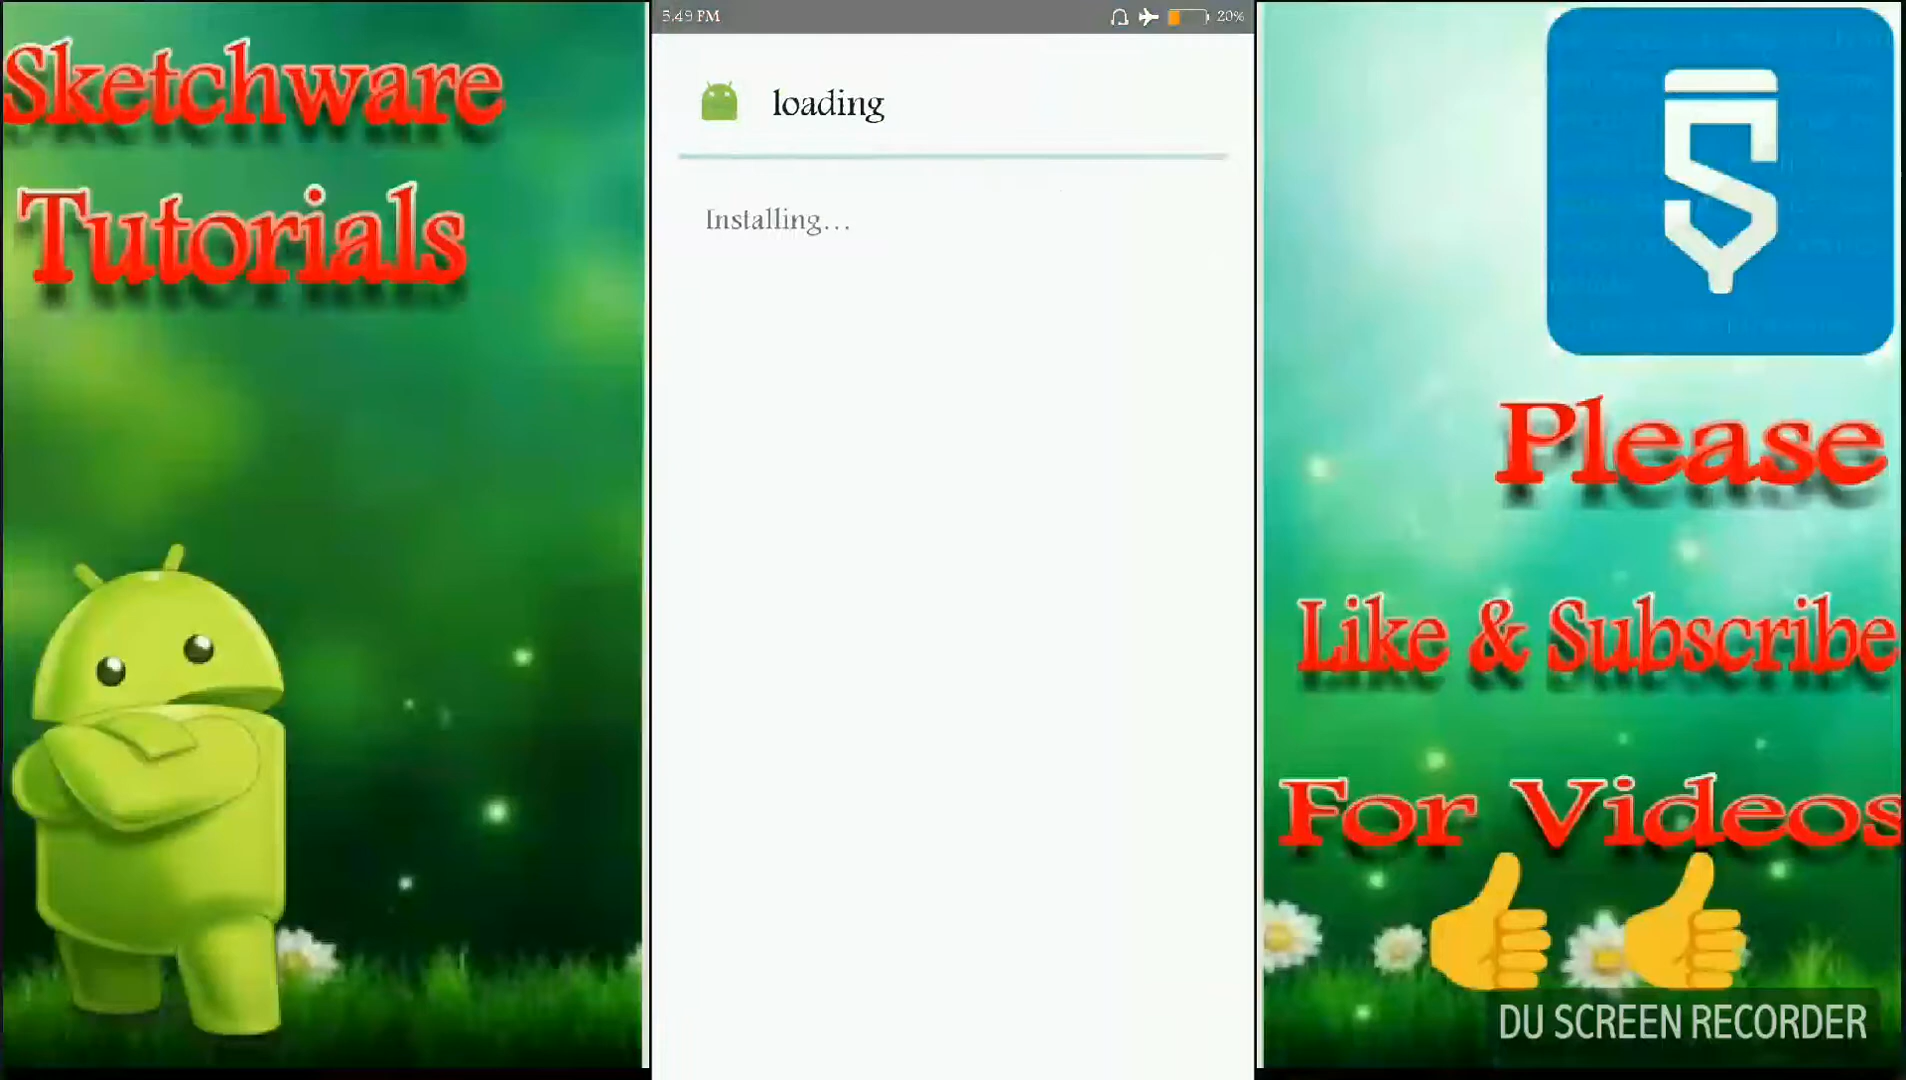 Sketchware
Tutorials
5:49 PM
20%
loading
Installing...
Please
Like & Subscribe
For Videos
DU SCREEN RECORDER